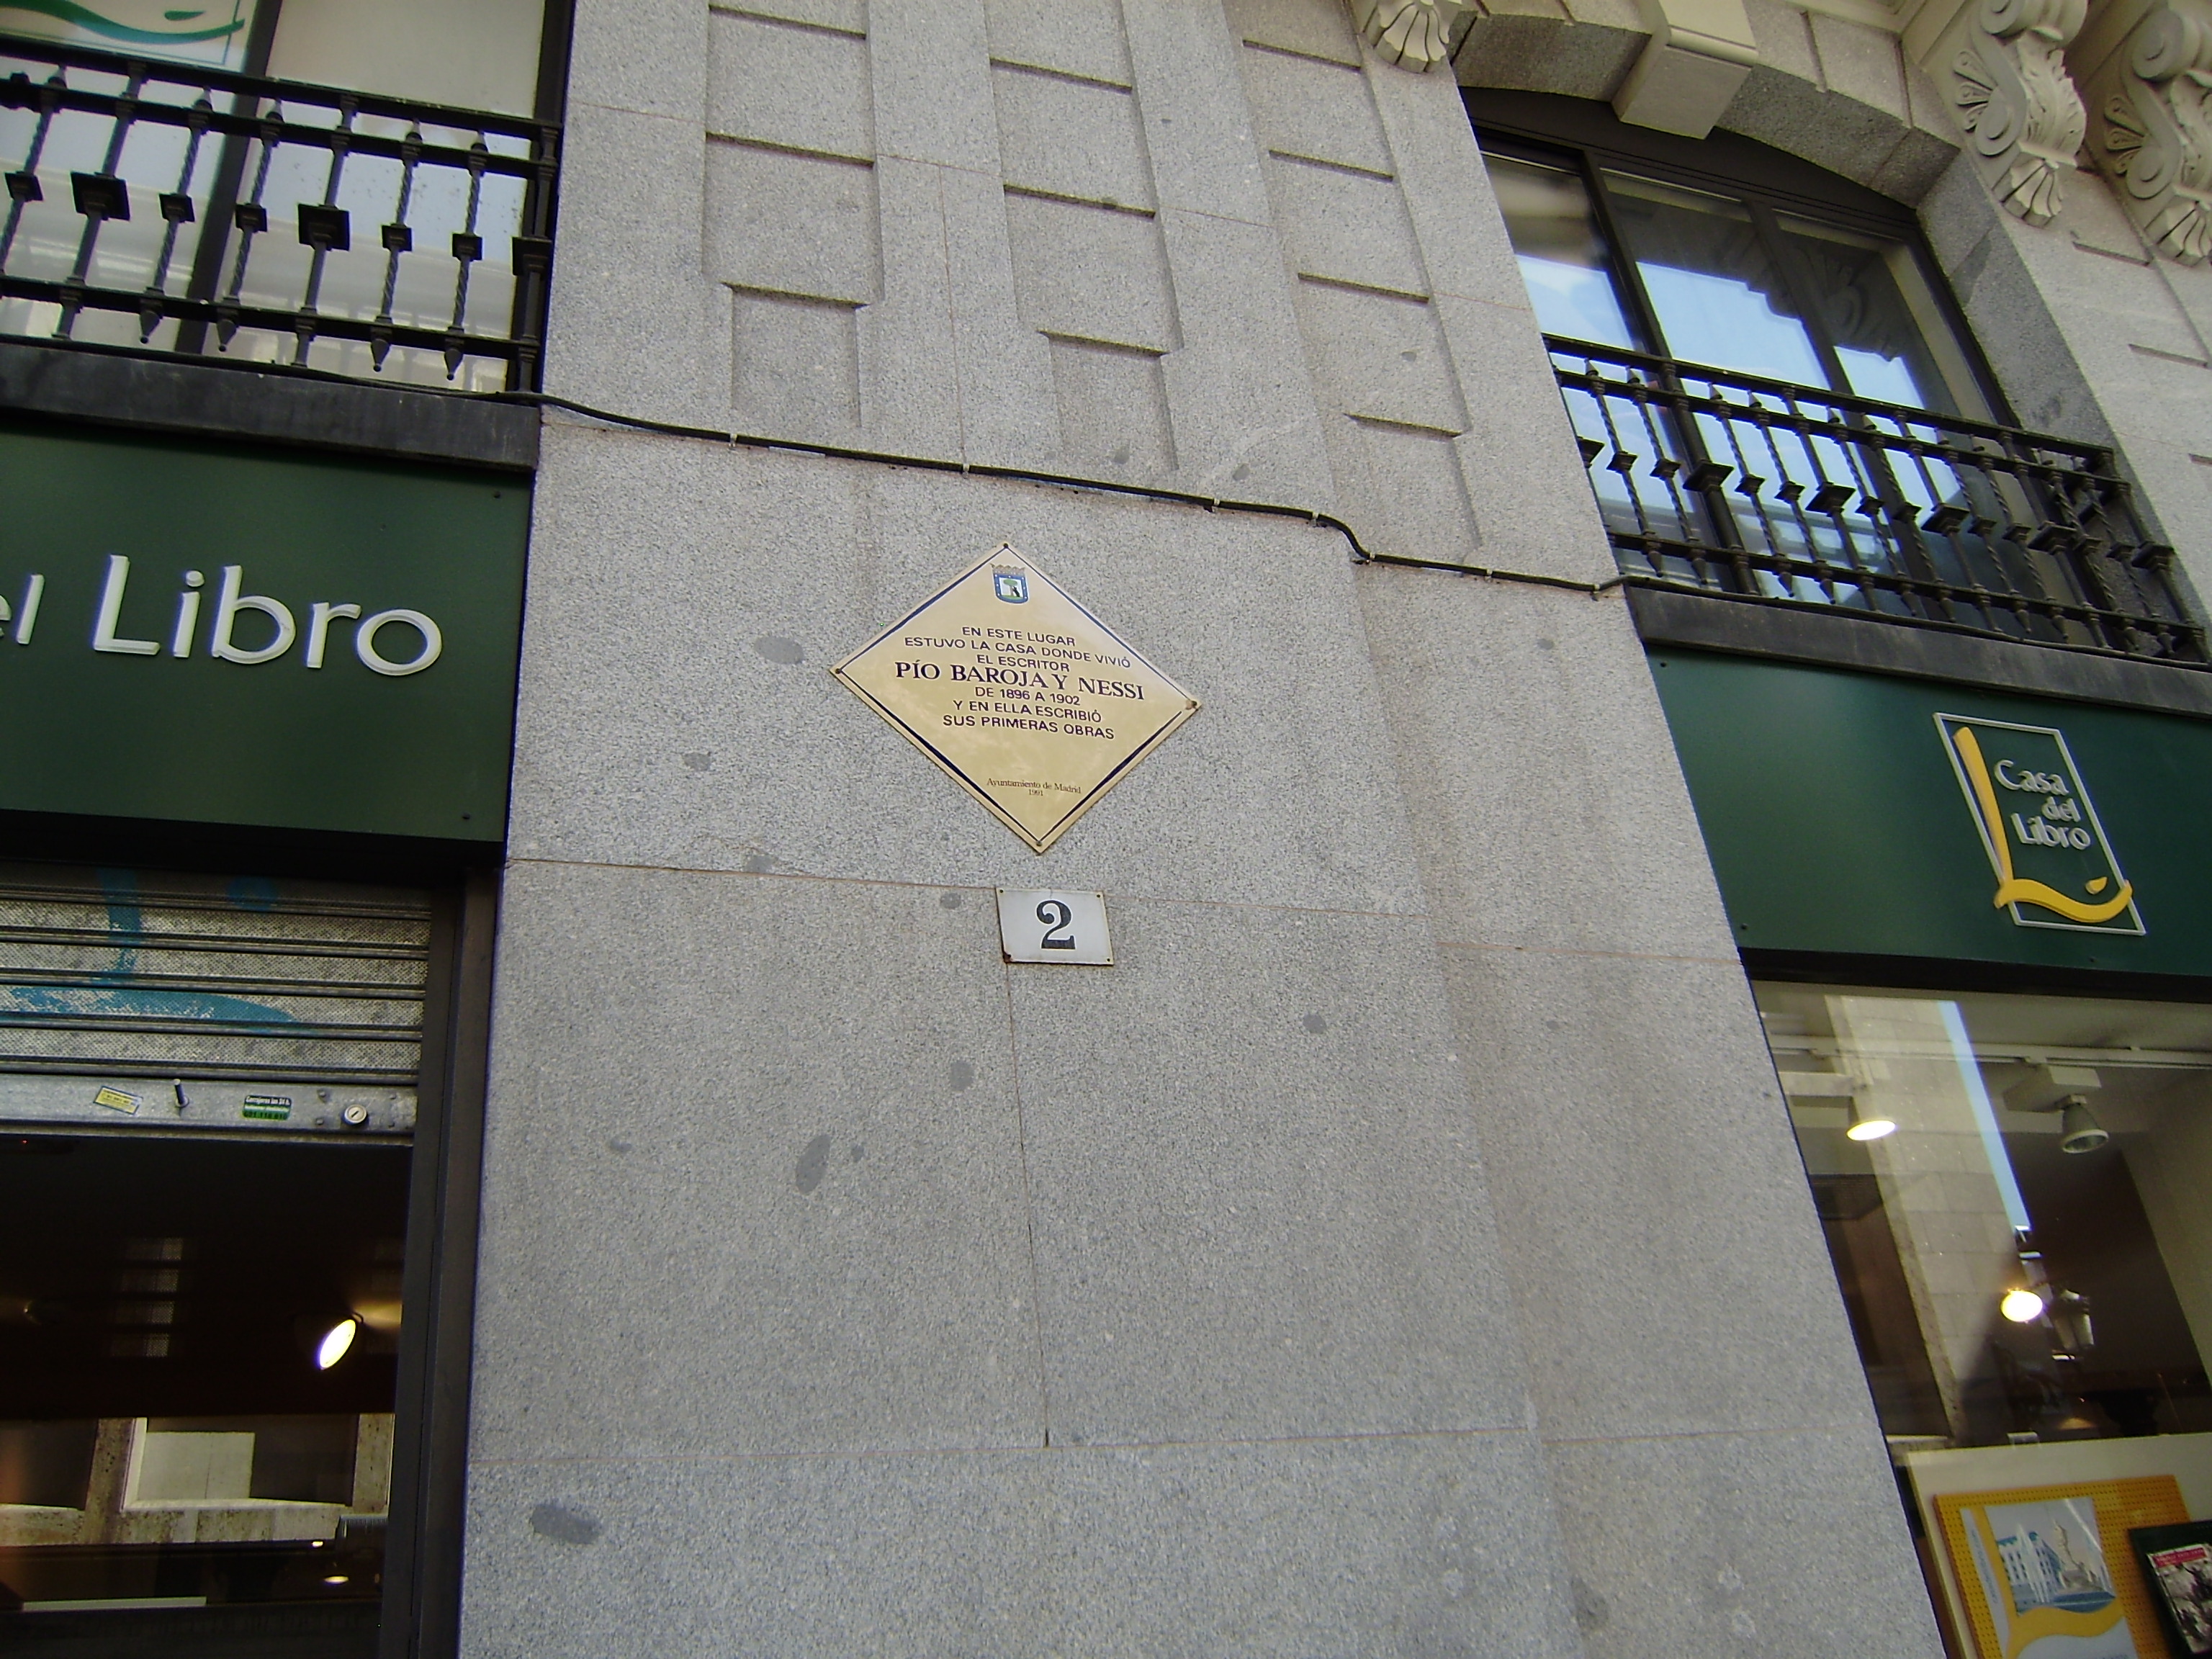 el Libro
EN ESTE LUGAR
ESTUVO LA CASA DONDE VIVIÓ
EL ESCRITOR
PÍO BAROJA Y NESSI
DE 1896 A 1902
Y EN ELLA ESCRIBIÓ
SUS PRIMERAS OBRAS
Ayuntamiento de Madrid
1991
2
Casa
del
Libro